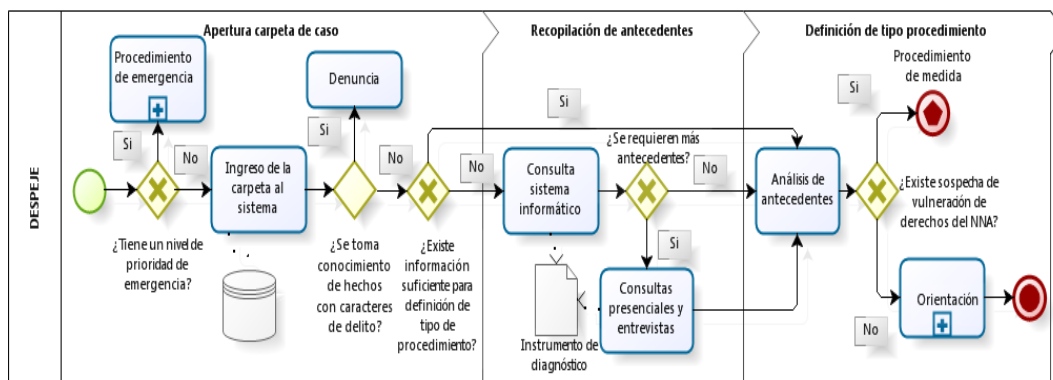 DESPEJE
Apertura carpeta de caso
Procedimiento
de emergencia
Si
No
¿Tiene un nivel de
prioridad de
emergencia?
Ingreso de la
carpeta al
sistema
Denuncia
Si
No
¿Se toma
conocimiento
de hechos
con caracteres
de delito?
¿Existe
información
suficiente para
definición de
tipo de
procedimiento?
Recopilación de antecedentes
Si
No
Consulta
sistema
informático
¿Se requieren más
antecedentes?
No
Si
Instrumento de
diagnóstico
Consultas
presenciales y
entrevistas
Definición de tipo procedimiento
Análisis de
antecedentes
Si
Procedimiento
de medida
¿Existe sospecha de
vulneración de
derechos del NNA?
No
Orientación